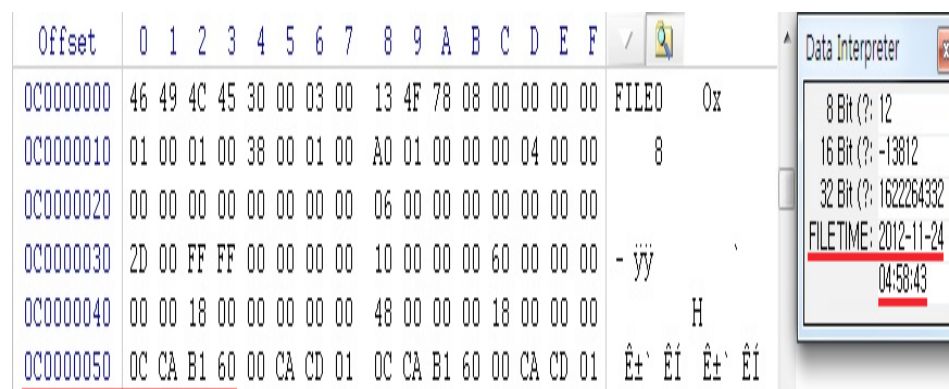 Offset 0 1 2 3 4 5 6 7 8 9 A B C D E F
0C0000000 46 49 4C 45 30 00 03 00 13 4F 78 08 00 00 00 00 FILE0 Ox
0C0000010 01 00 01 00 38 00 01 00 A0 01 00 00 00 04 00 00 8
0C0000020 00 00 00 00 00 00 00 00 06 00 00 00 00 00 00 00
0C0000030 2D 00 FF FF 00 00 00 00 10 00 00 00 60 00 00 00 - ÿÿ `
0C0000040 00 00 18 00 00 00 00 00 48 00 00 00 18 00 00 00 H
0C0000050 0C CA B1 60 00 CA CD 01 0C CA B1 60 00 CA CD 01 Ê±` ÊÍ Ê±` ÊÍ
Data Interpreter
8 Bit (?: 12
16 Bit (?: -13812
32 Bit (?: 1622264332
FILETIME: 2012-11-24
04:58:43